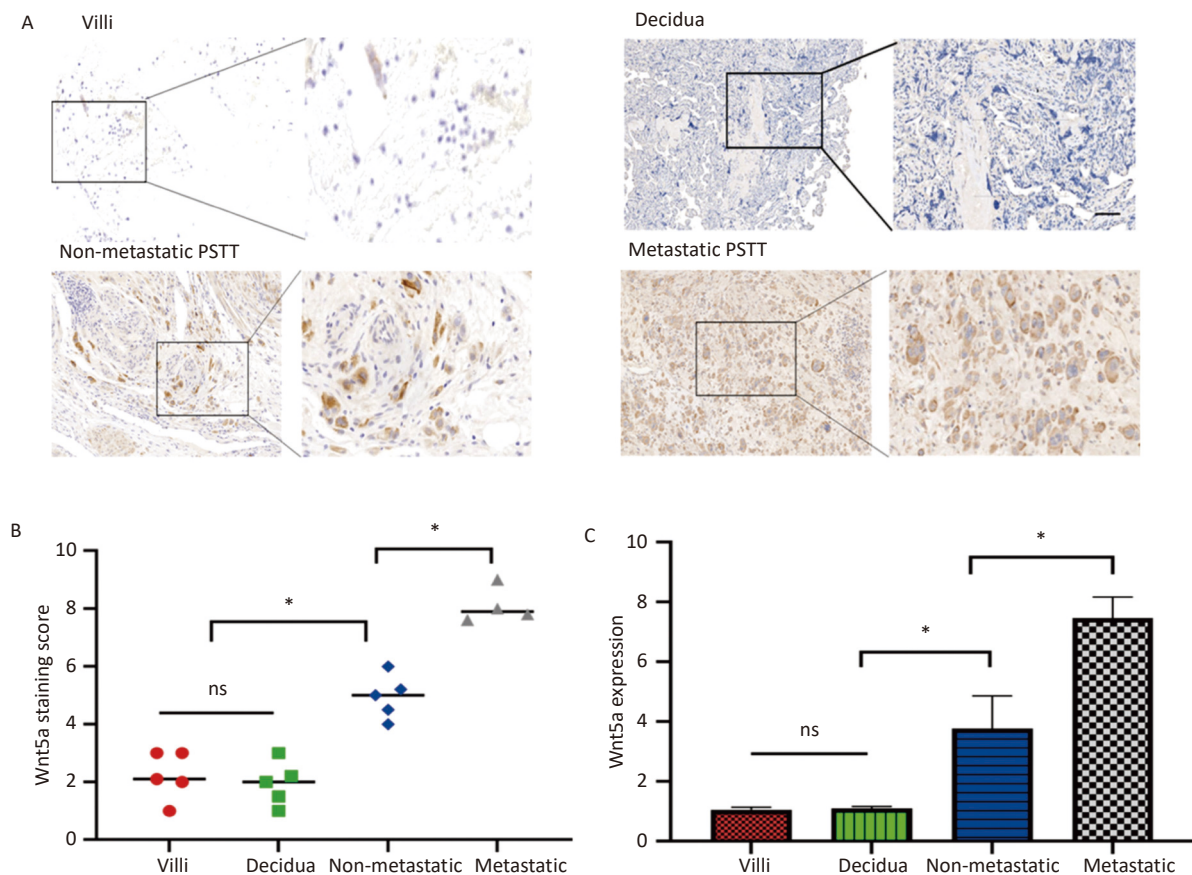 A
Villi
Decidua
Non-metastatic PSTT
Metastatic PSTT
B
Wnt5a staining score
10
8
6
4
2
0
ns
*
*
Villi
Decidua
Non-metastatic
Metastatic
C
Wnt5a expression
10
8
6
4
2
0
ns
*
*
Villi
Decidua
Non-metastatic
Metastatic